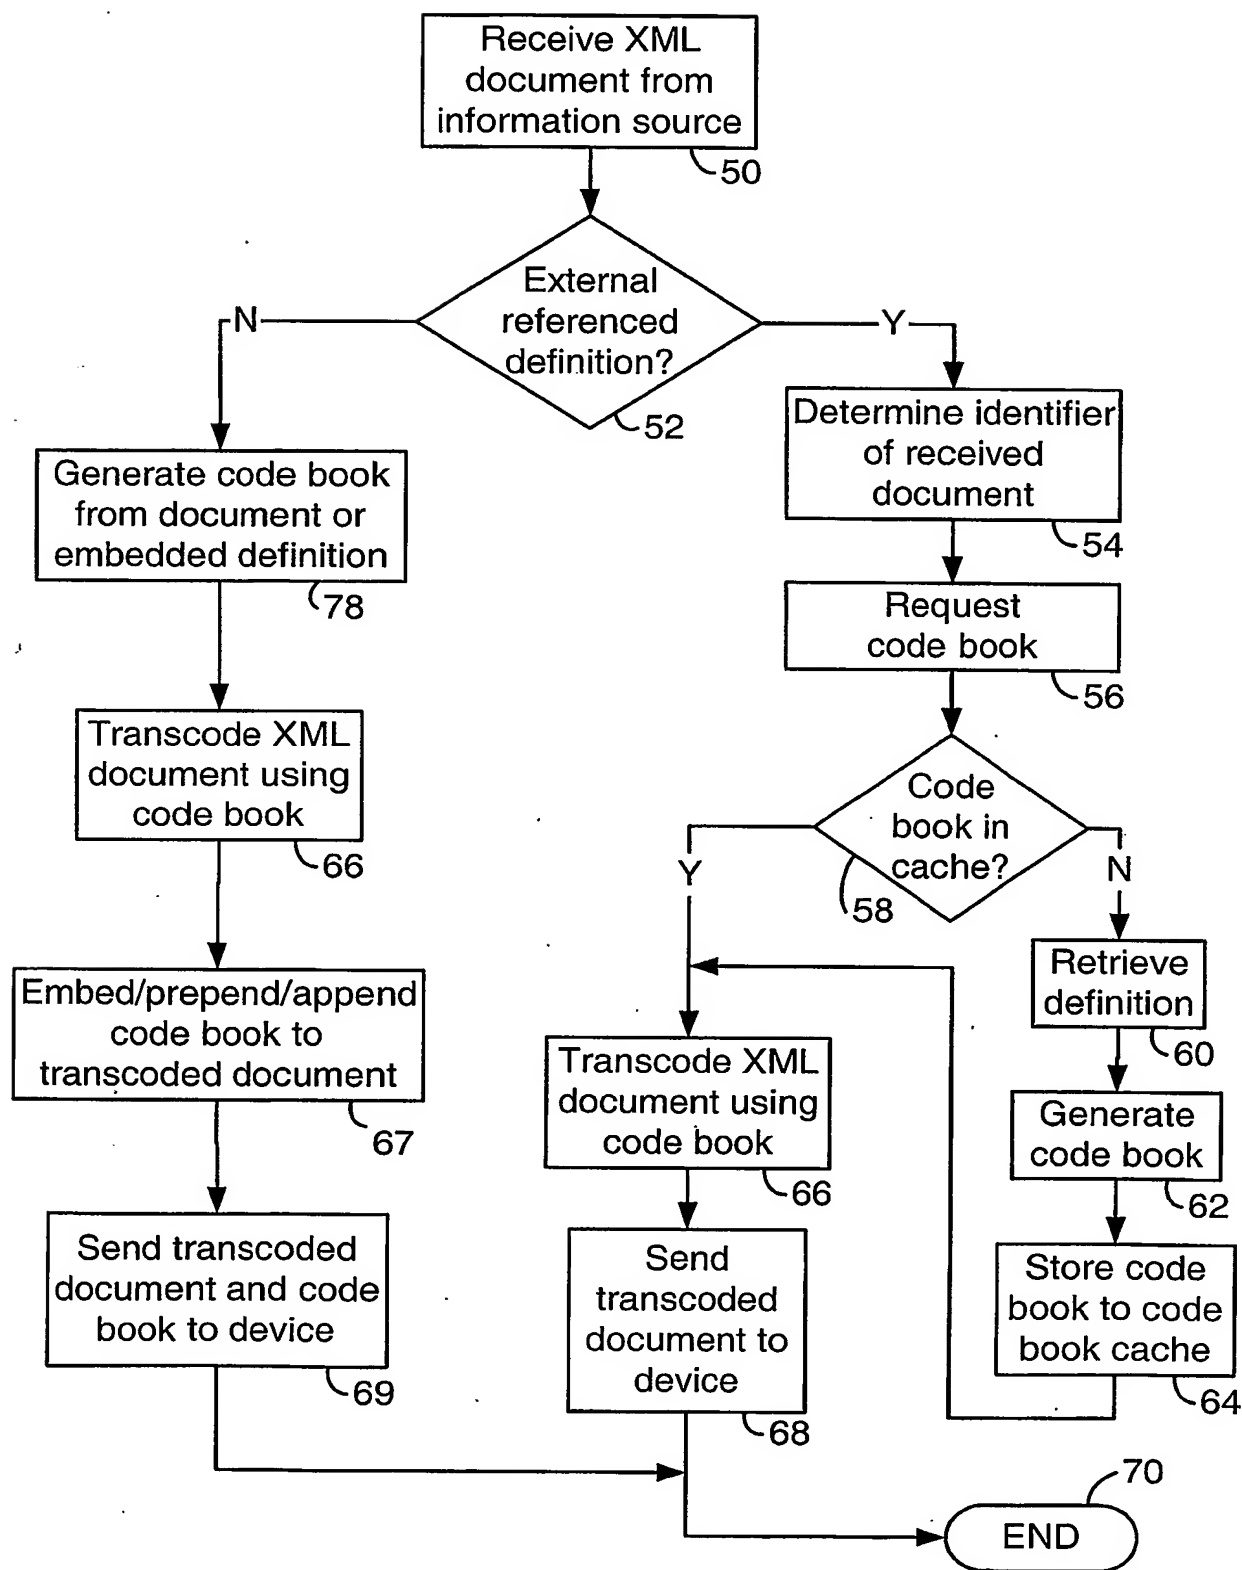 Receive XML
document from
information source
50
External
referenced
definition?
52
N
Y
Generate code book
from document or
embedded definition
78
Transcode XML
document using
code book
66
Embed/prepend/append
code book to
transcoded document
67
Send transcoded
document and code
book to device
69
Determine identifier
of received
document
54
Request
code book
56
Code
book in
cache?
58
Y
N
Transcode XML
document using
code book
66
Send
transcoded
document to
device
68
Retrieve
definition
60
Generate
code book
62
Store code
book to code
book cache
64
70
END